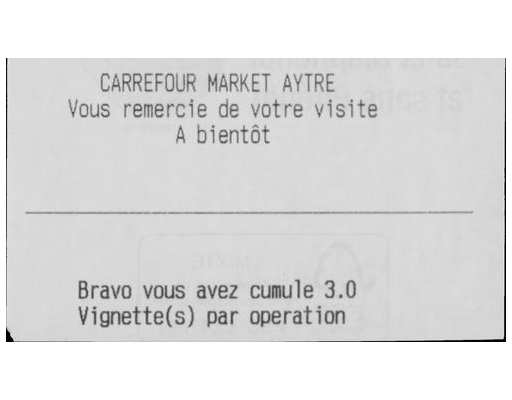 CARREFOUR MARKET AYTRE
Vous remercie de votre visite
A bientôt
Bravo vous avez cumule 3.0
Vignette(s) par operation